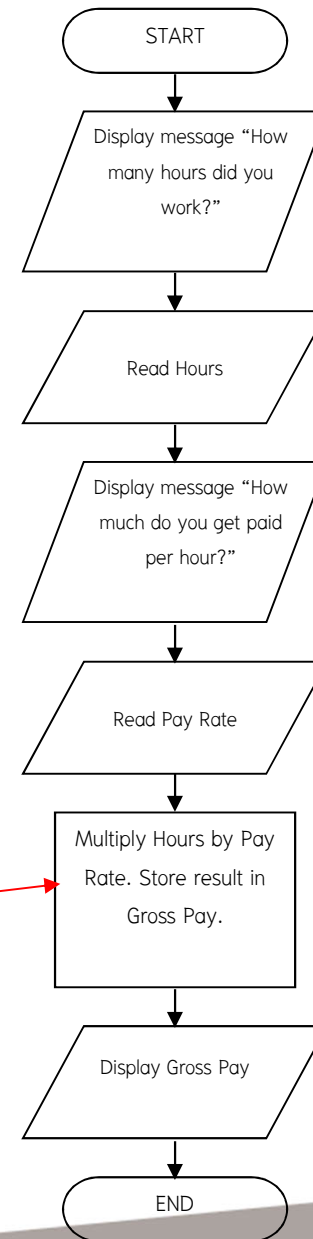 START
Display message “How
many hours did you
work?”
Read Hours
Display message “How
much do you get paid
per hour?”
Read Pay Rate
Multiply Hours by Pay
Rate. Store result in
Gross Pay.
Display Gross Pay
END